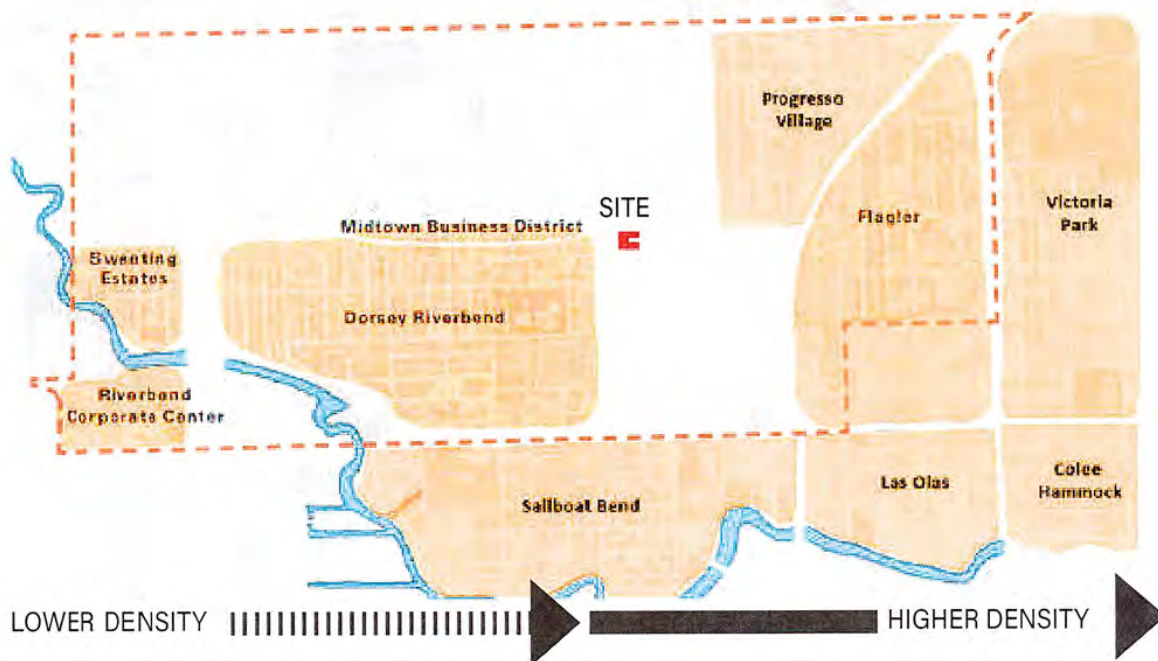 Progresso
Village
SITE
Midtown Business District
Flagler
Victoria
Park
Sweeting
Estates
Dorsey Riverbend
Riverbend
Corporate Center
Sailboat Bend
Las Olas
Colee
Hammock
LOWER DENSITY
HIGHER DENSITY